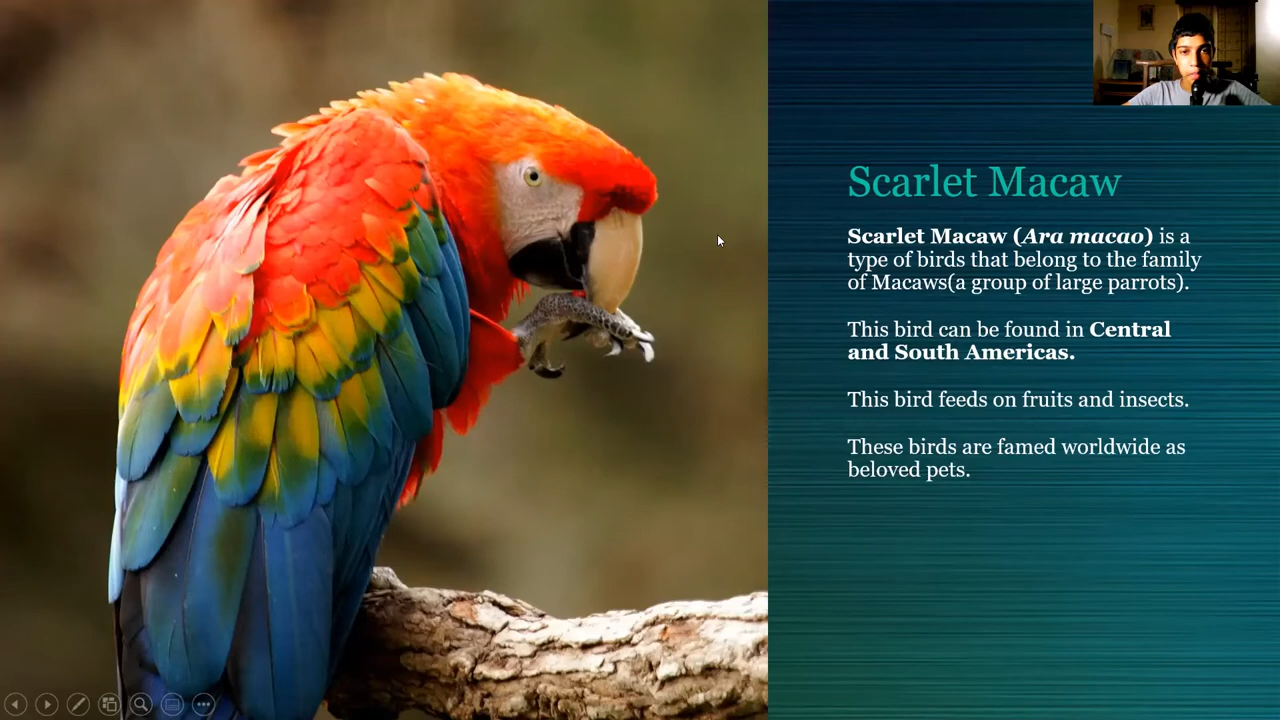 Scarlet Macaw
Scarlet Macaw (Ara macao) is a
type of birds that belong to the family
of Macaws(a group of large parrots).
This bird can be found in Central
and South Americas.
This bird feeds on fruits and insects.
These birds are famed worldwide as
beloved pets.